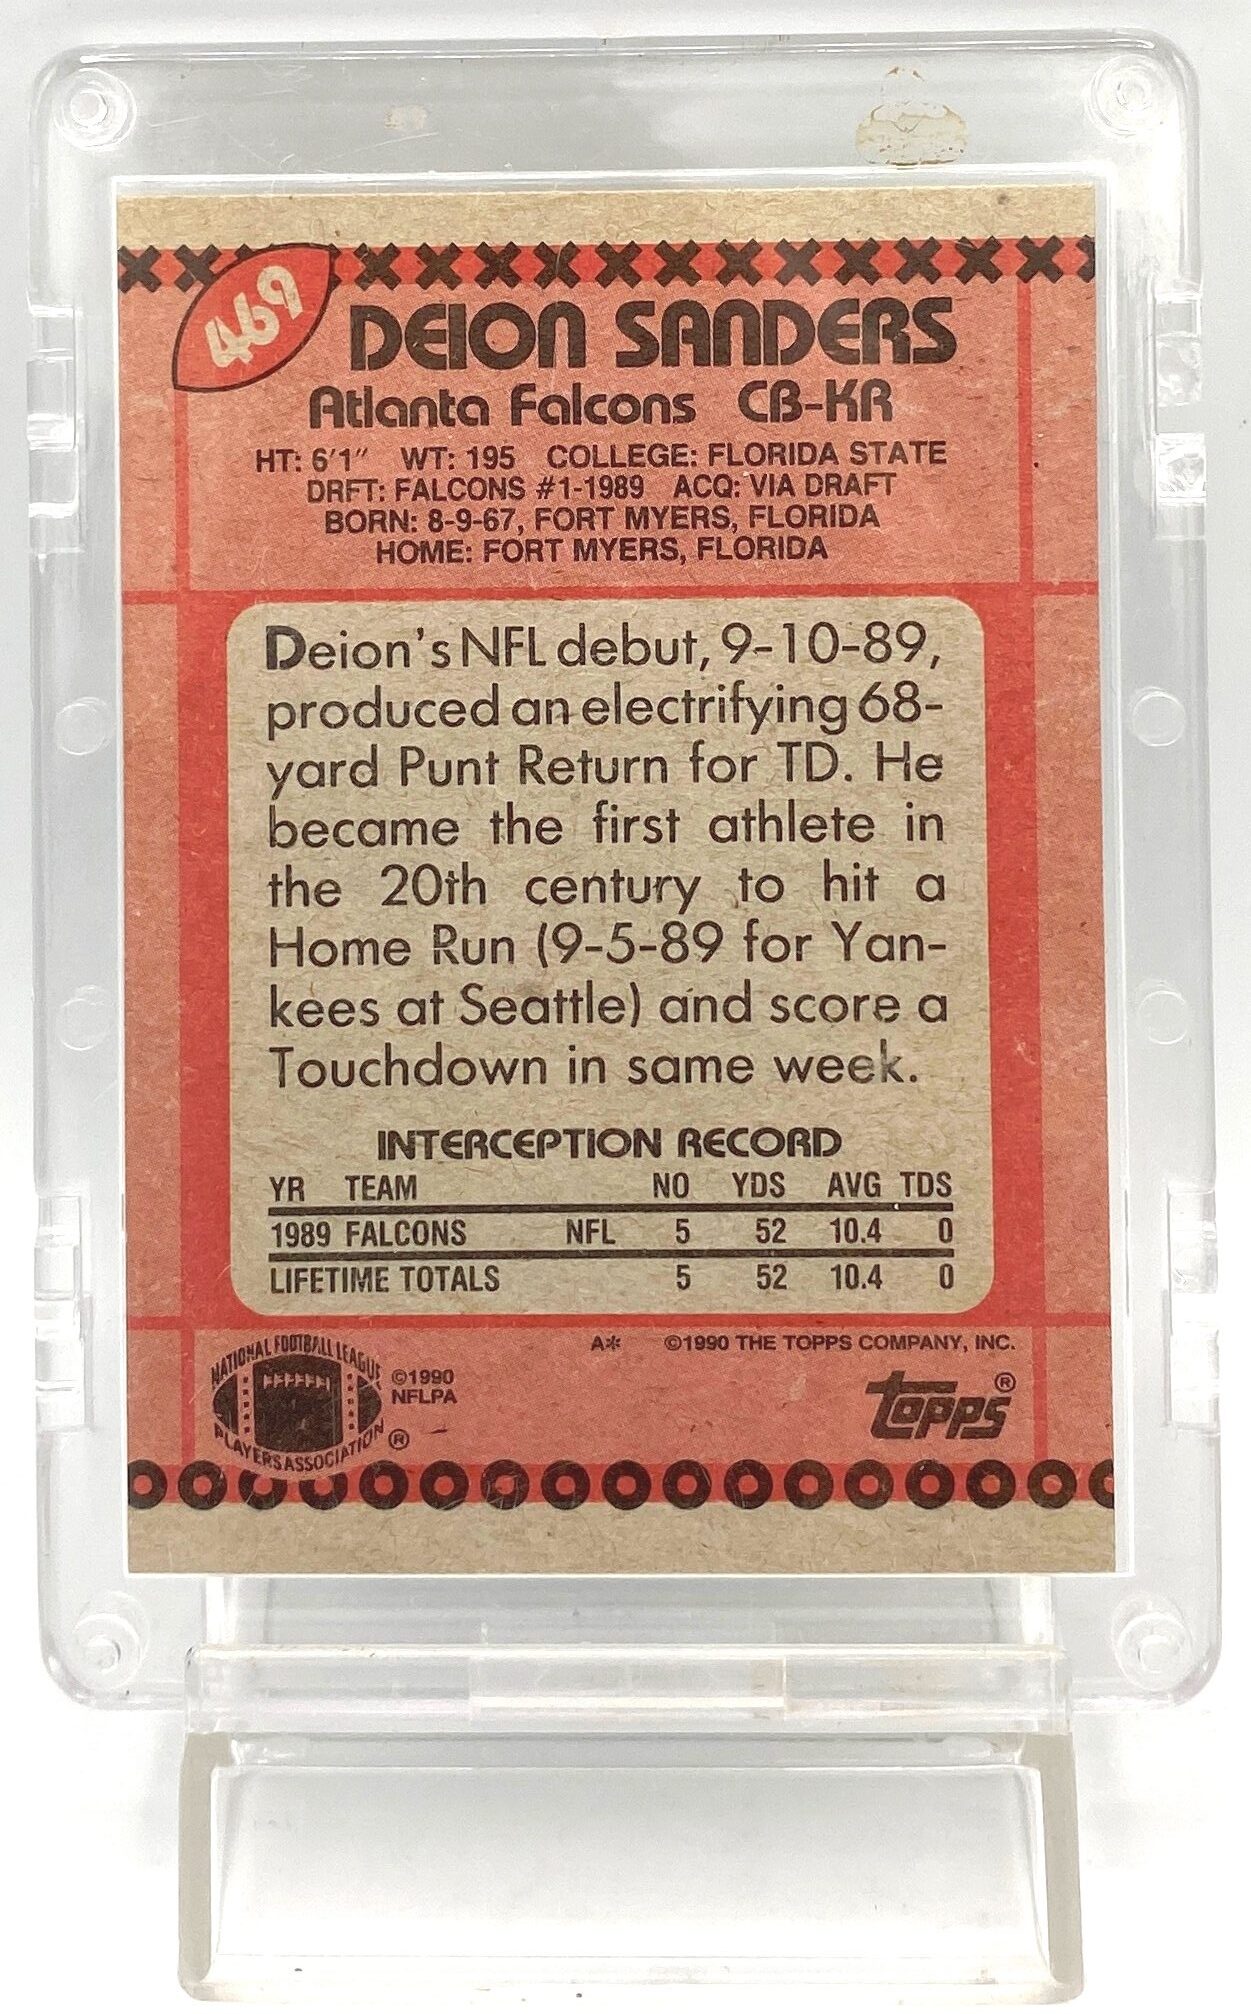 469
DEION SANDERS
Atlanta Falcons CB-KR
HT: 6'1" WT: 195 COLLEGE: FLORIDA STATE
DRFT: FALCONS #1-1989 ACQ: VIA DRAFT
BORN: 8-9-67, FORT MYERS, FLORIDA
HOME: FORT MYERS, FLORIDA
Deion's NFL debut, 9-10-89,
produced an electrifying 68-
yard Punt Return for TD. He
became the first athlete in
the 20th century to hit a
Home Run (9-5-89 for Yan-
kees at Seattle) and score a
Touchdown in same week.
INTERCEPTION RECORD
YR TEAM NO YDS AVG TDS
1989 FALCONS NFL 5 52 10.4 0
LIFETIME TOTALS 5 52 10.4 0
A* ©1990 THE TOPPS COMPANY, INC.
NATIONAL FOOTBALL LEAGUE
PLAYERS ASSOCIATION ®
©1990
NFLPA
topps®